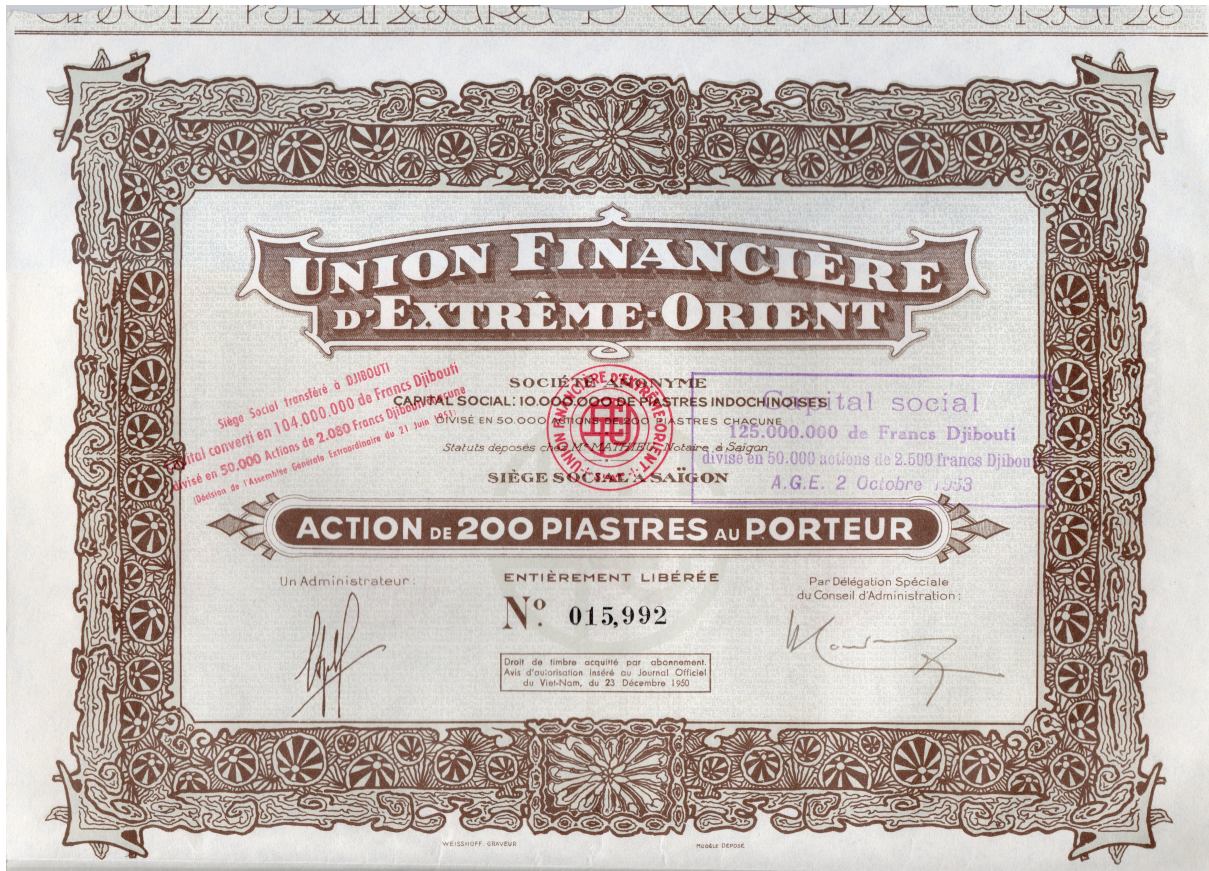 UNION FINANCIÈRE
D'EXTRÊME-ORIENT
SOCIÉTÉ ANONYME
CAPITAL SOCIAL: 10.000.000 DE PIASTRES INDOCHINOISES
DIVISÉ EN 50.000 ACTIONS DE 200 PIASTRES CHACUNE
Statuts déposés chez Mᵉ MATHIEU, Notaire à Saïgon
SIÈGE SOCIAL A SAÏGON
Siège Social transféré à DJIBOUTI
Capital converti en 104.000.000 de Francs Djibouti
divisé en 50.000 Actions de 2.080 Francs Djibouti chacune
(Décision de l'Assemblée Générale Extraordinaire du 21 Juin 1951)
UNION FINANCIÈRE D'EXTRÊME-ORIENT
Capital social
125.000.000 de Francs Djibouti
divisé en 50.000 actions de 2.500 francs Djibouti
A.G.E. 2 Octobre 1953
ACTION DE 200 PIASTRES AU PORTEUR
Un Administrateur:
ENTIÈREMENT LIBÉRÉE
Par Délégation Spéciale
du Conseil d'Administration:
Nº 015,992
Droit de timbre acquitté par abonnement.
Avis d'autorisation inséré au Journal Officiel
du Viet-Nam, du 23 Décembre 1950
WEISSHOFF. GRAVEUR
MODÈLE DÉPOSÉ